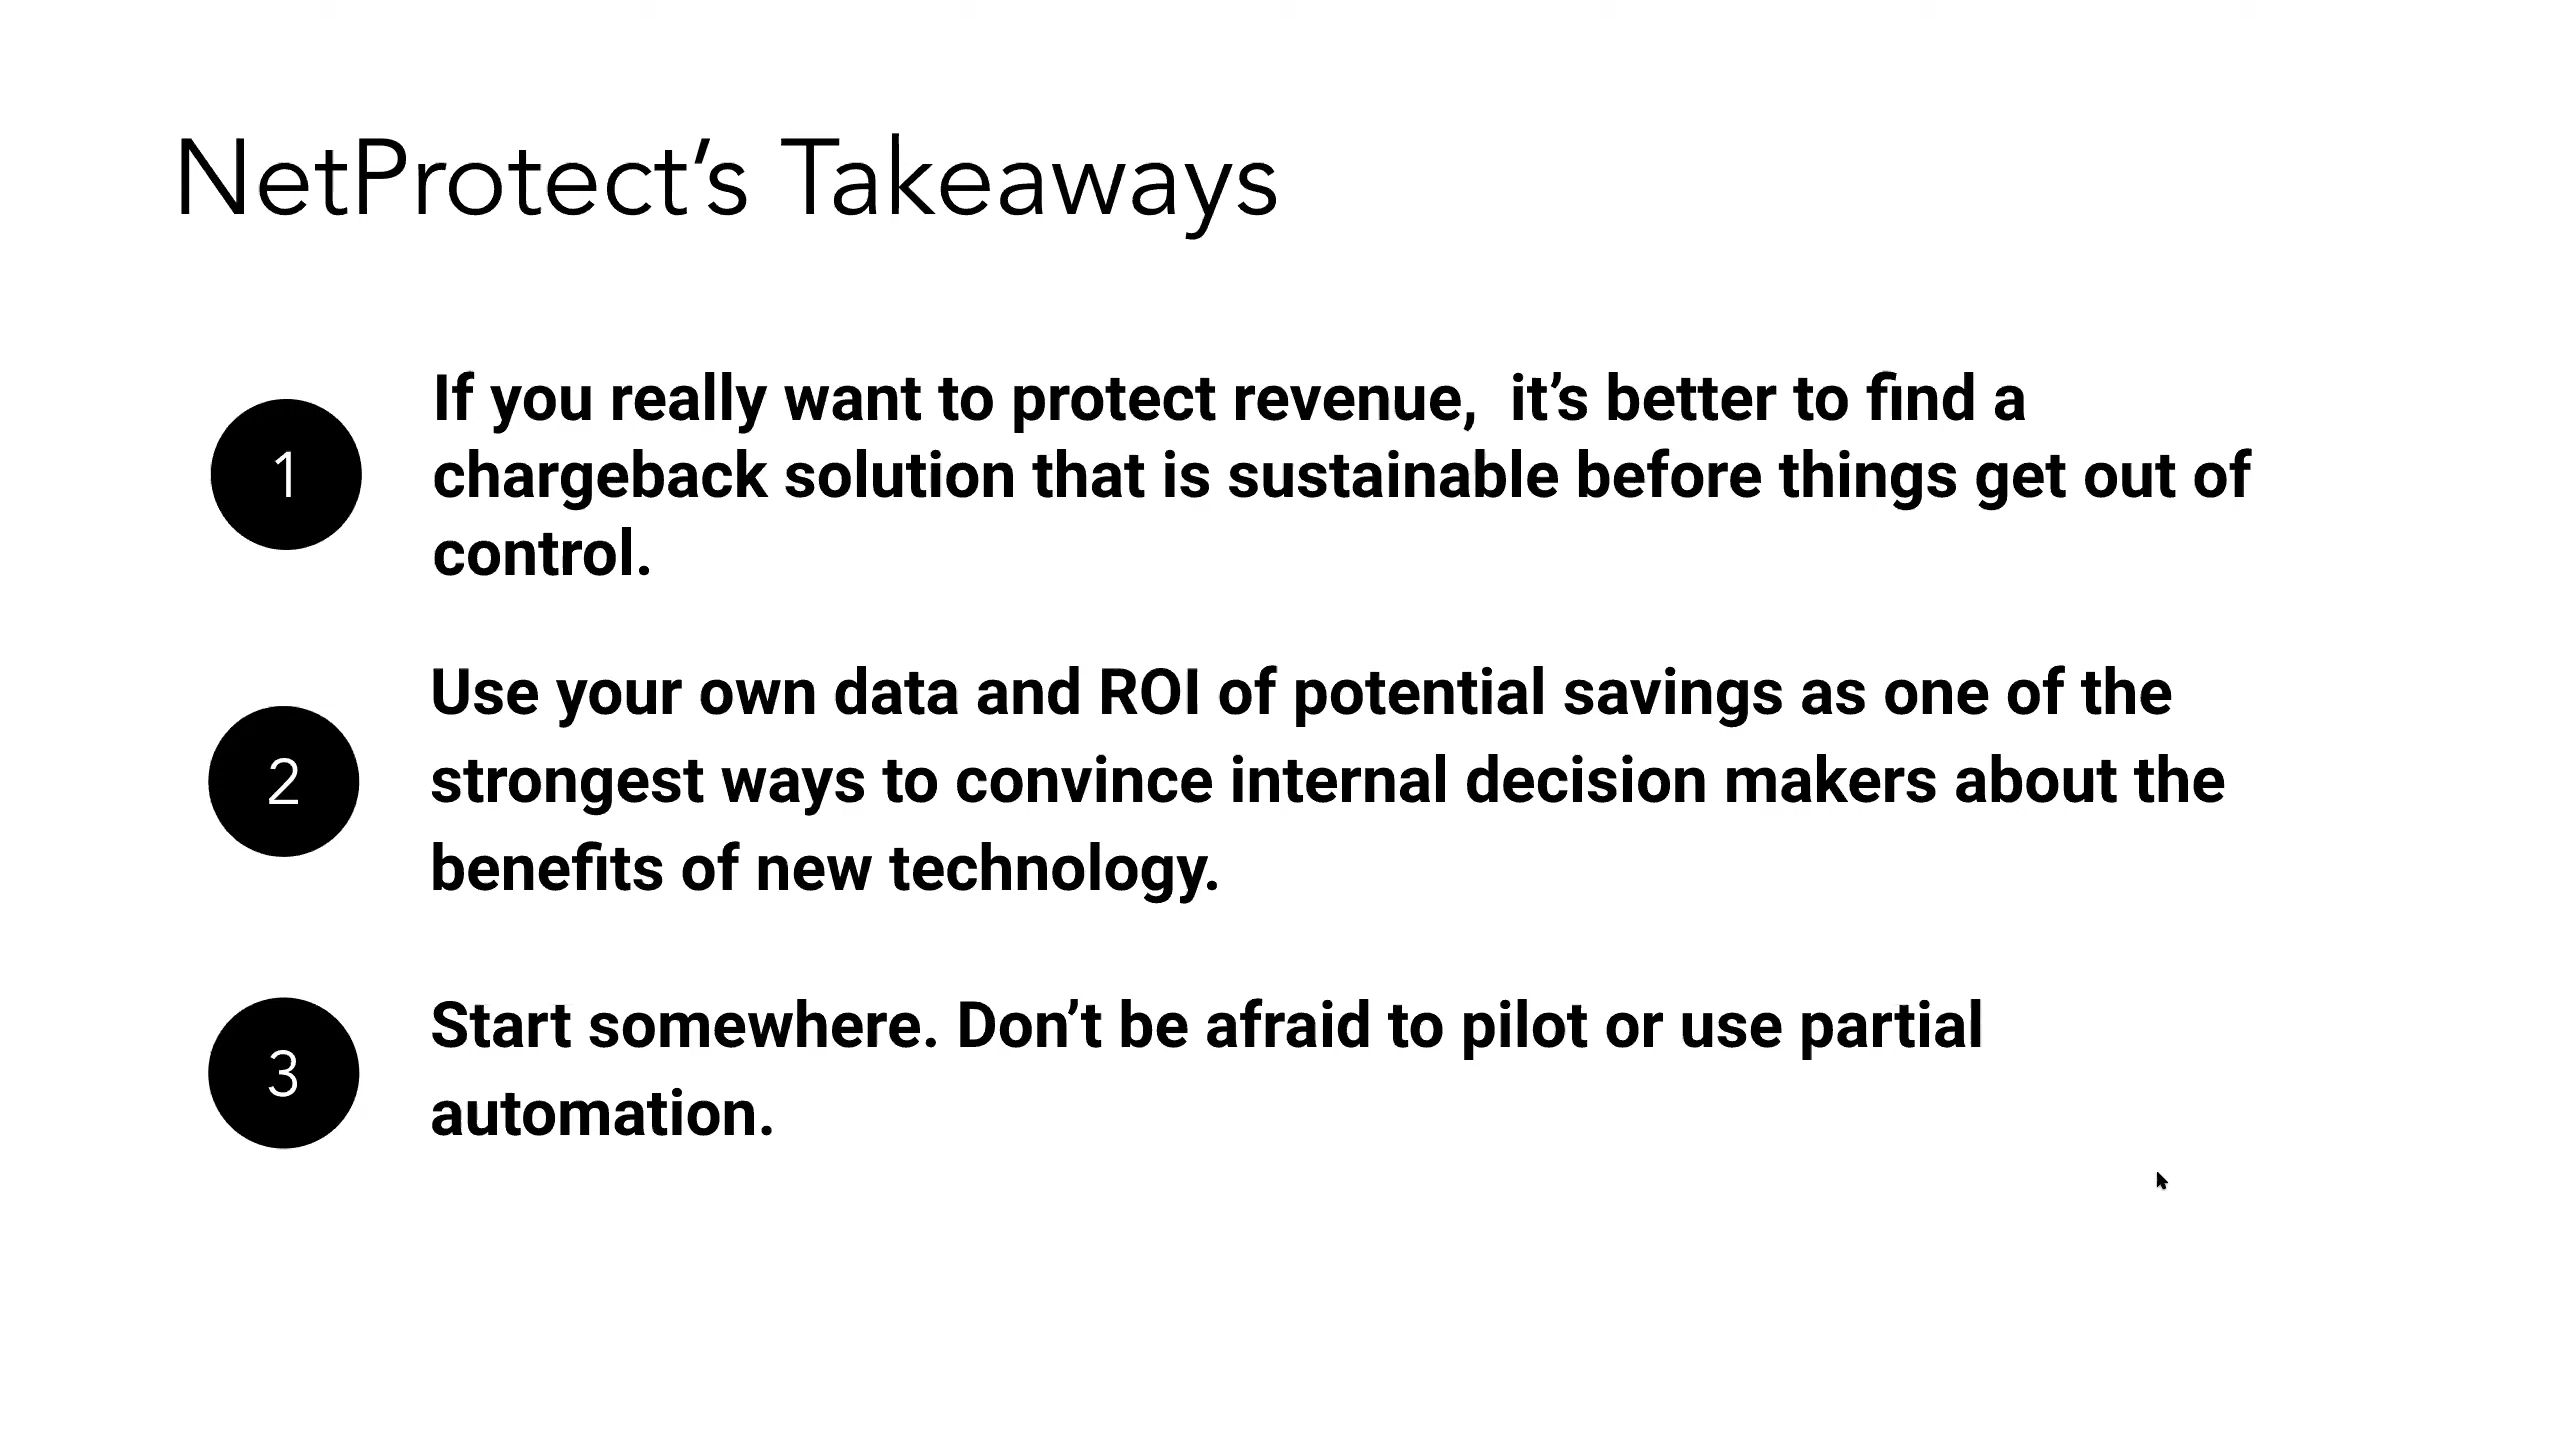 NetProtect’s Takeaways
1
If you really want to protect revenue,  it’s better to find a
chargeback solution that is sustainable before things get out of
control.
2
Use your own data and ROI of potential savings as one of the
strongest ways to convince internal decision makers about the
benefits of new technology.
3
Start somewhere. Don’t be afraid to pilot or use partial
automation.